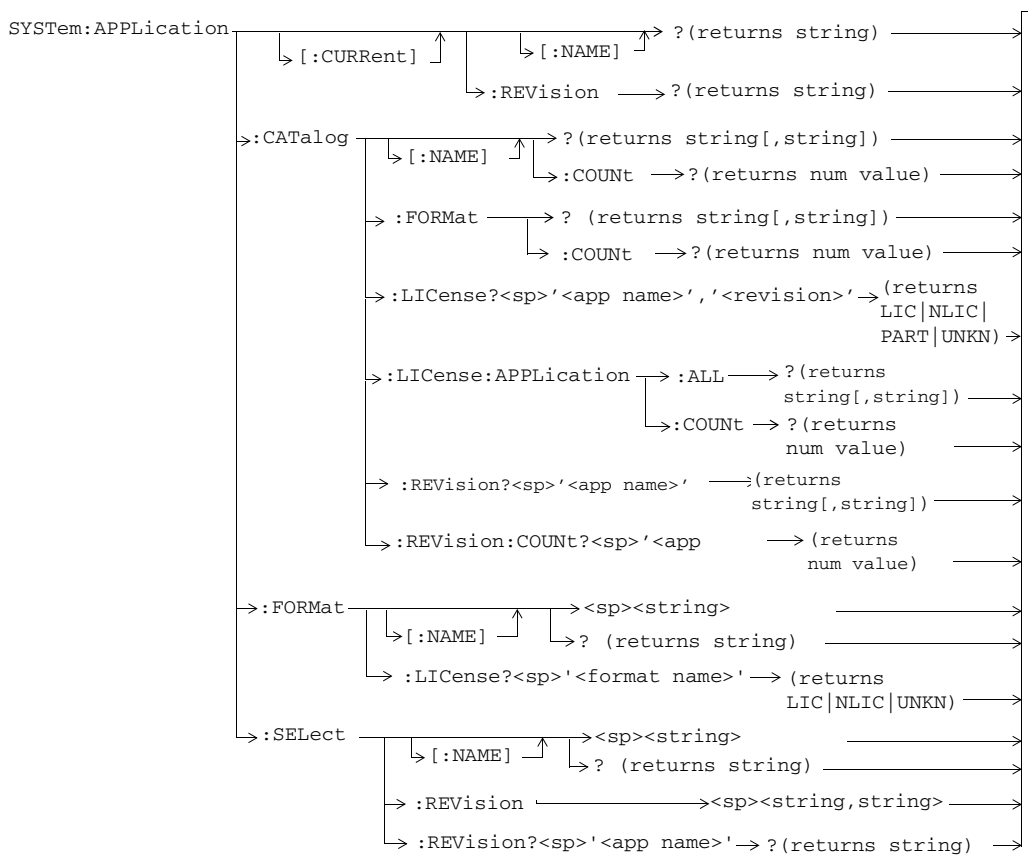 SYSTem:APPLication
[:CURRent]
[:NAME]
?(returns string)
:REVision
?(returns string)
:CATalog
[:NAME]
?(returns string[,string])
:COUNt
?(returns num value)
:FORMat
? (returns string[,string])
:COUNt
?(returns num value)
:LICense?<sp>'<app name>','<revision>'
(returns
LIC|NLIC|
PART|UNKN)
:LICense:APPLication
:ALL
?(returns
string[,string])
:COUNt
?(returns
num value)
:REVision?<sp>'<app name>'
(returns
string[,string])
:REVision:COUNt?<sp>'<app
(returns
num value)
:FORMat
[:NAME]
<sp><string>
? (returns string)
:LICense?<sp>'<format name>'
(returns
LIC|NLIC|UNKN)
:SELect
[:NAME]
<sp><string>
? (returns string)
:REVision
<sp><string,string>
:REVision?<sp>'<app name>'
?(returns string)